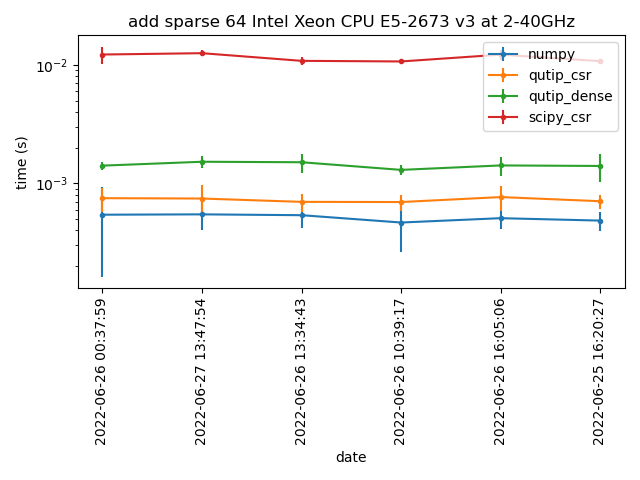 add sparse 64 Intel Xeon CPU E5-2673 v3 at 2-40GHz
numpy
qutip_csr
qutip_dense
scipy_csr
time (s)
10⁻²
10⁻³
2022-06-26 00:37:59
2022-06-27 13:47:54
2022-06-26 13:34:43
2022-06-26 10:39:17
2022-06-26 16:05:06
2022-06-25 16:20:27
date